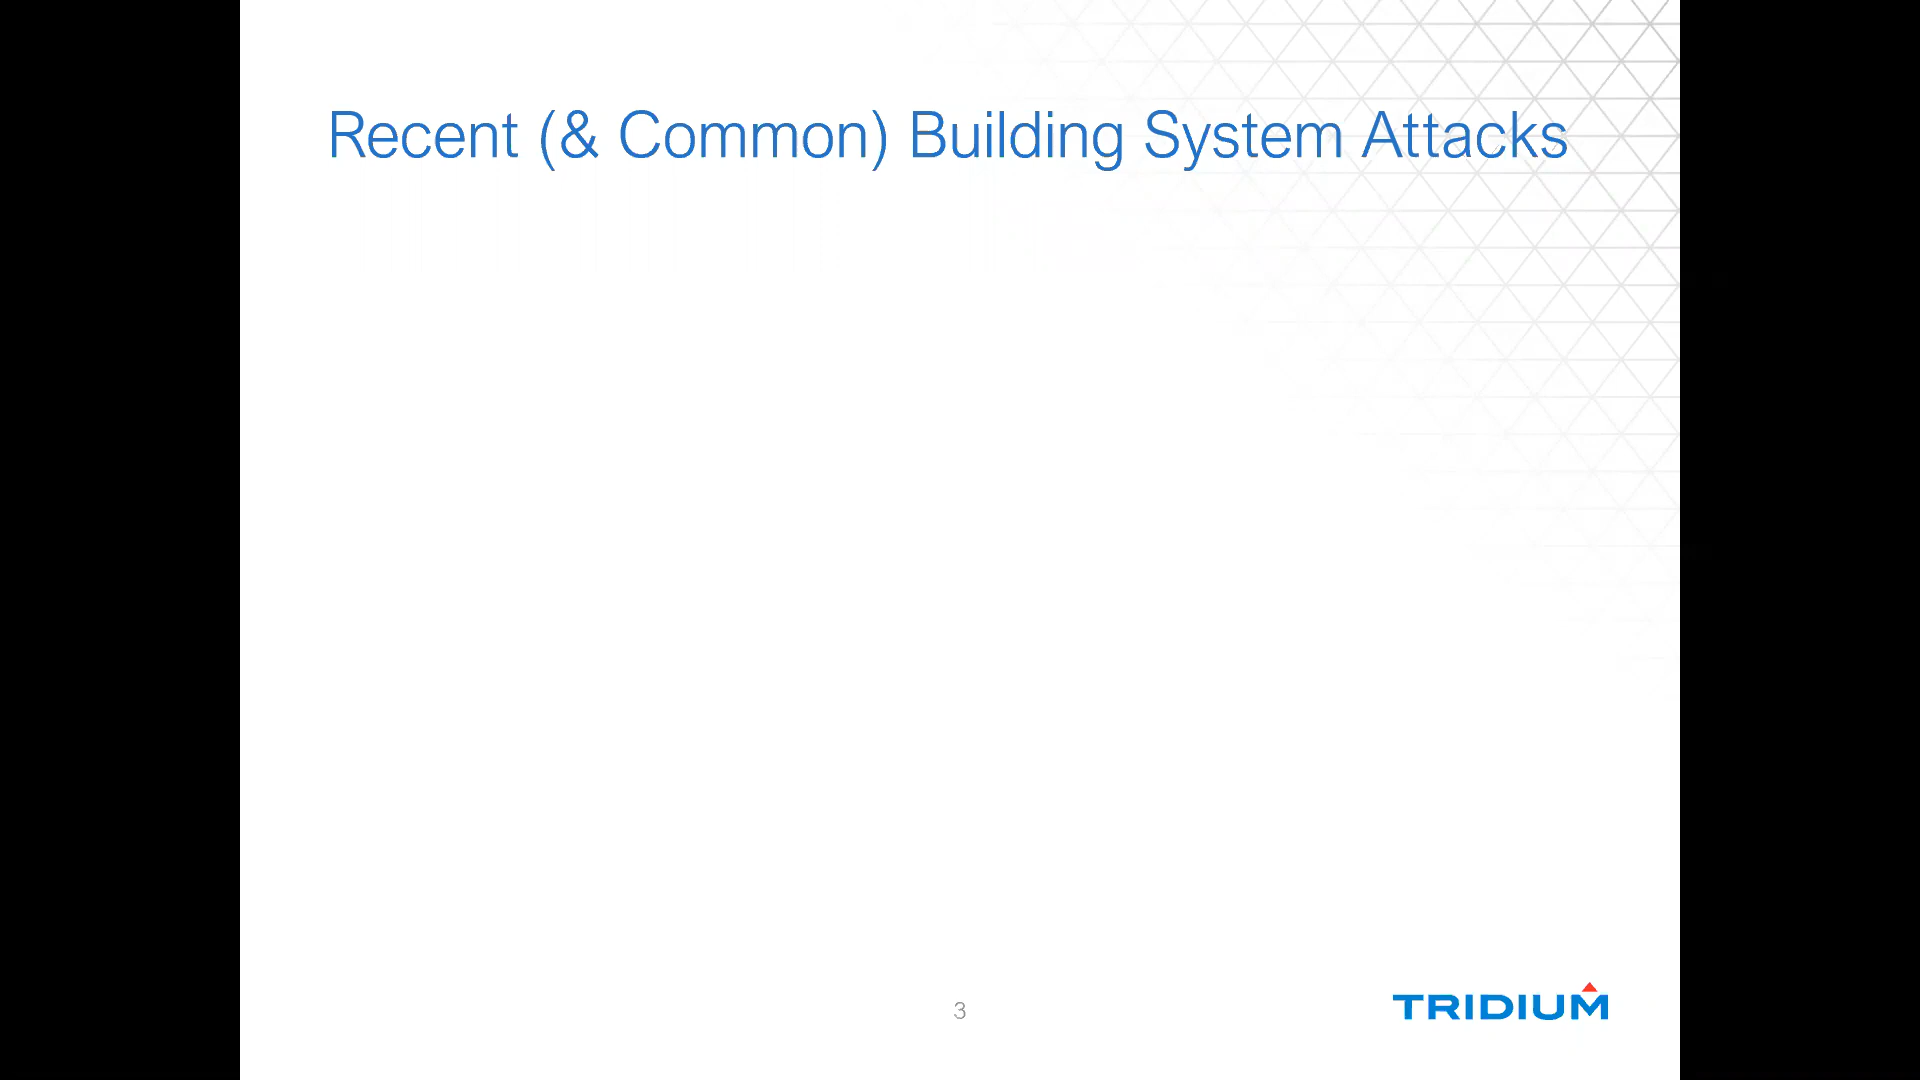 Recent (& Common) Building System Attacks
3
TRIDIUM